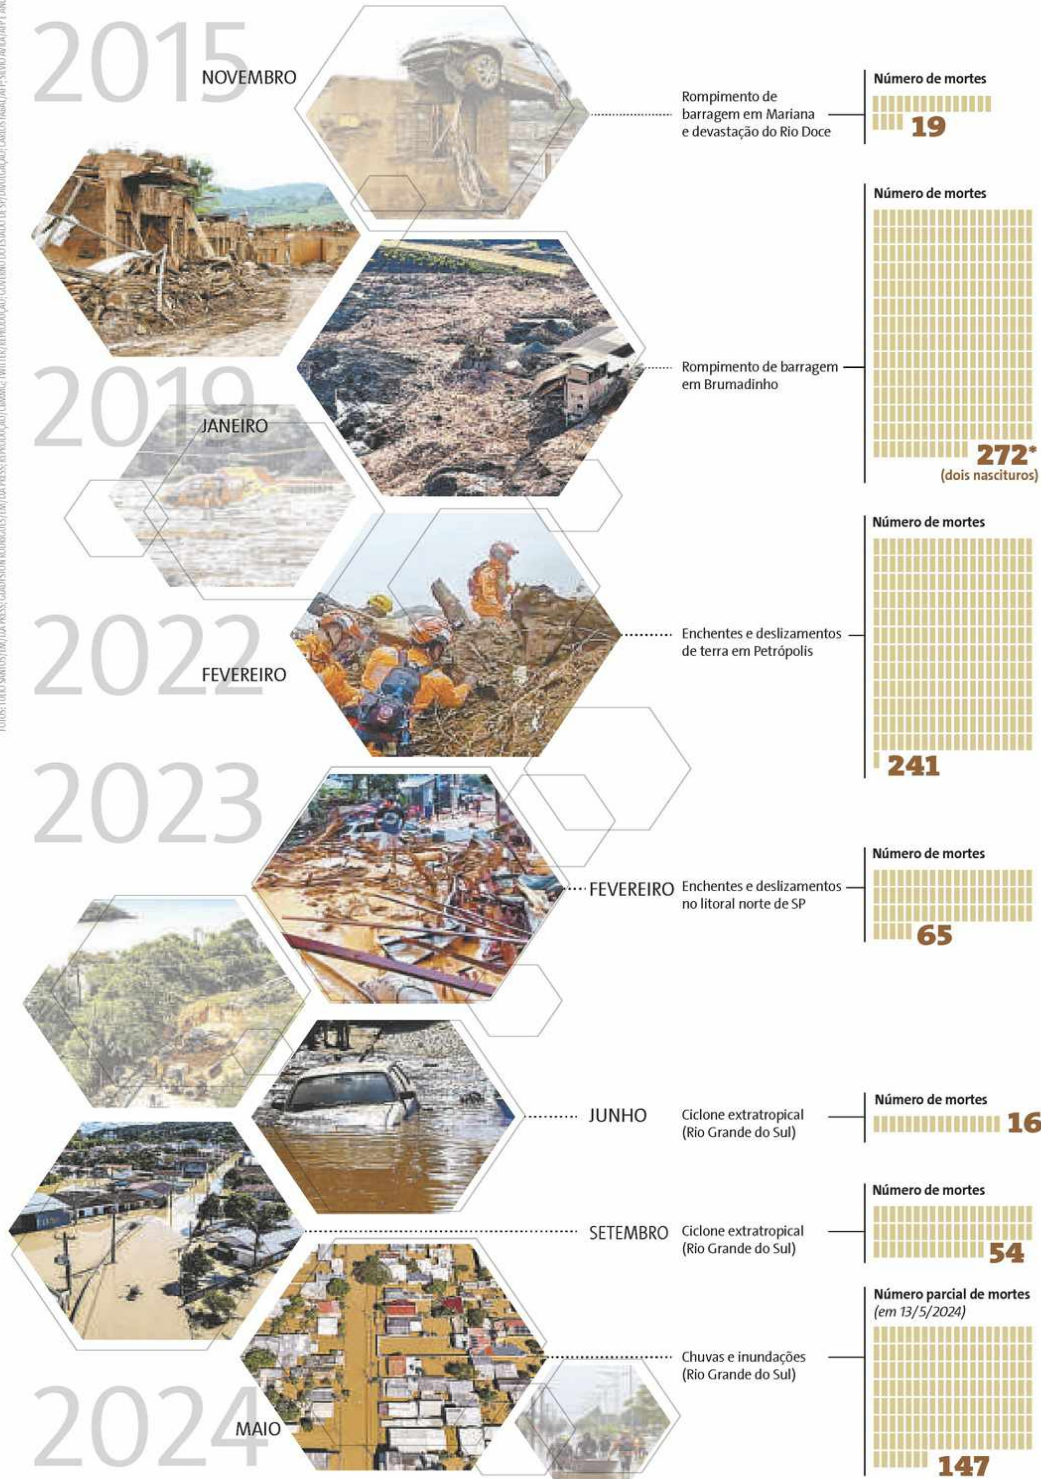 2015
NOVEMBRO
Rompimento de
barragem em Mariana
e devastação do Rio Doce
Número de mortes
19
2019
JANEIRO
Rompimento de barragem
em Brumadinho
Número de mortes
272*
(dois nascituros)
2022
FEVEREIRO
Enchentes e deslizamentos
de terra em Petrópolis
Número de mortes
241
2023
FEVEREIRO
Enchentes e deslizamentos
no litoral norte de SP
Número de mortes
65
JUNHO
Ciclone extratropical
(Rio Grande do Sul)
Número de mortes
16
SETEMBRO
Ciclone extratropical
(Rio Grande do Sul)
Número de mortes
54
2024
MAIO
Chuvas e inundações
(Rio Grande do Sul)
Número parcial de mortes
(em 13/5/2024)
147